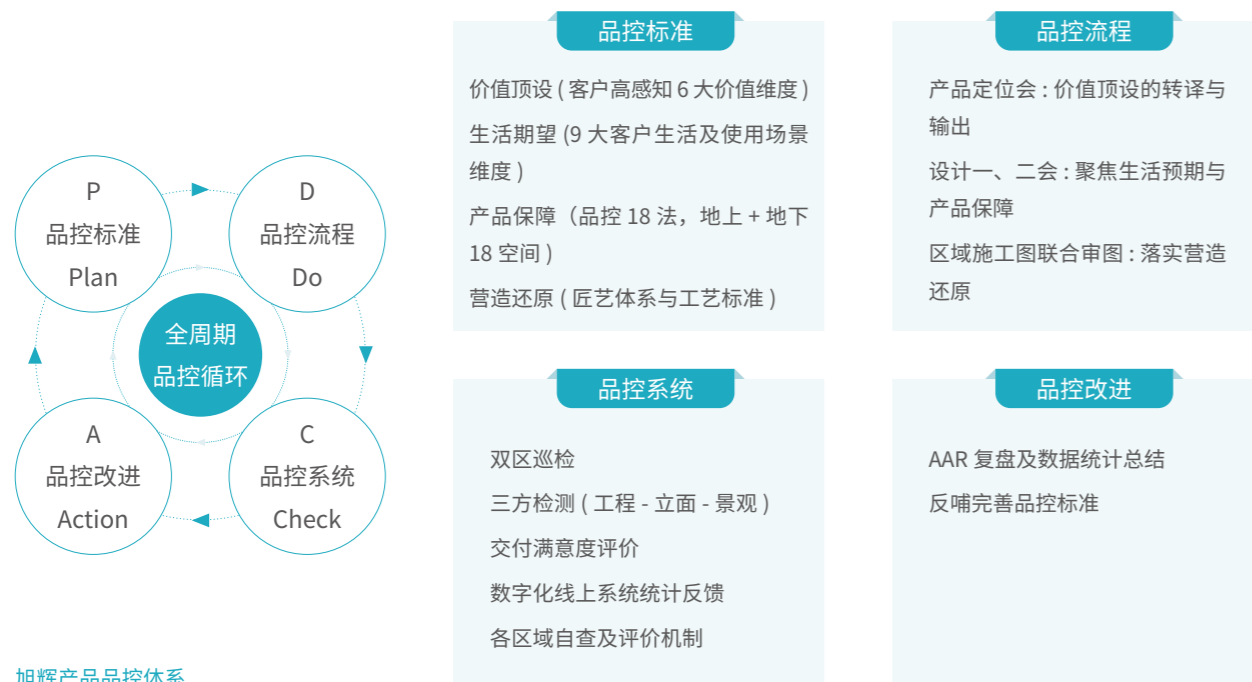 P
品控标准
Plan
D
品控流程
Do
全周期
品控循环
A
品控改进
Action
C
品控系统
Check
旭辉产品品控体系
品控标准
价值顶设 ( 客户高感知 6 大价值维度 )
生活期望 (9 大客户生活及使用场景
维度 )
产品保障（品控 18 法，地上 + 地下
18 空间 )
营造还原 ( 匠艺体系与工艺标准 )
品控流程
产品定位会 : 价值顶设的转译与
输出
设计一、二会 : 聚焦生活预期与
产品保障
区域施工图联合审图 : 落实营造
还原
品控系统
双区巡检
三方检测 ( 工程 - 立面 - 景观 )
交付满意度评价
数字化线上系统统计反馈
各区域自查及评价机制
品控改进
AAR 复盘及数据统计总结
反哺完善品控标准